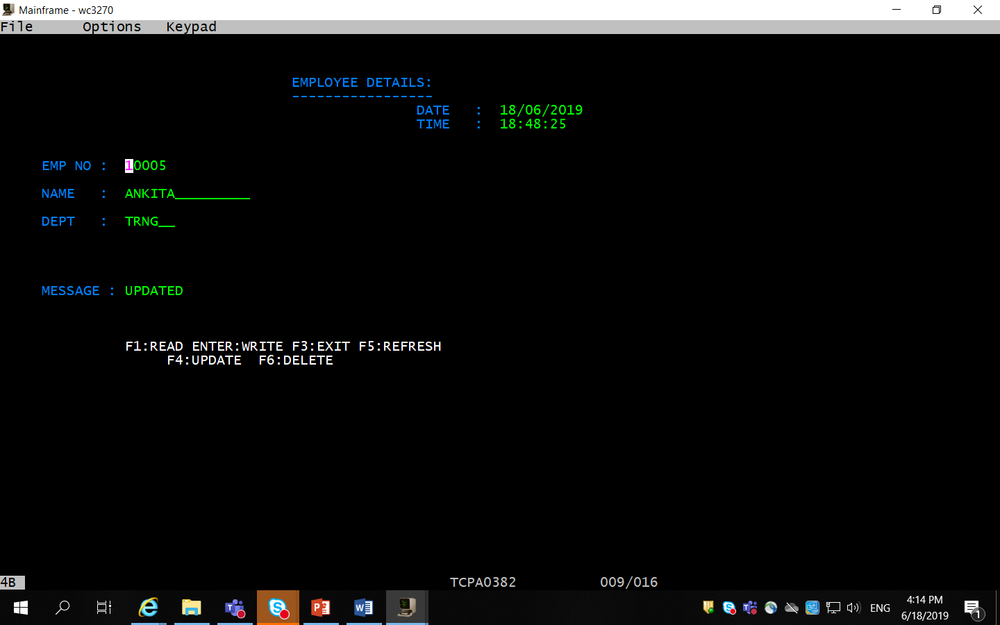 Mainframe - wc3270
File Options Keypad
EMPLOYEE DETAILS:
-----------------
DATE : 18/06/2019
TIME : 18:48:25
EMP NO : 10005
NAME : ANKITA_________
DEPT : TRNG__
MESSAGE : UPDATED
F1:READ ENTER:WRITE F3:EXIT F5:REFRESH
F4:UPDATE F6:DELETE
4B TCPA0382 009/016
ENG 4:14 PM
6/18/2019 1